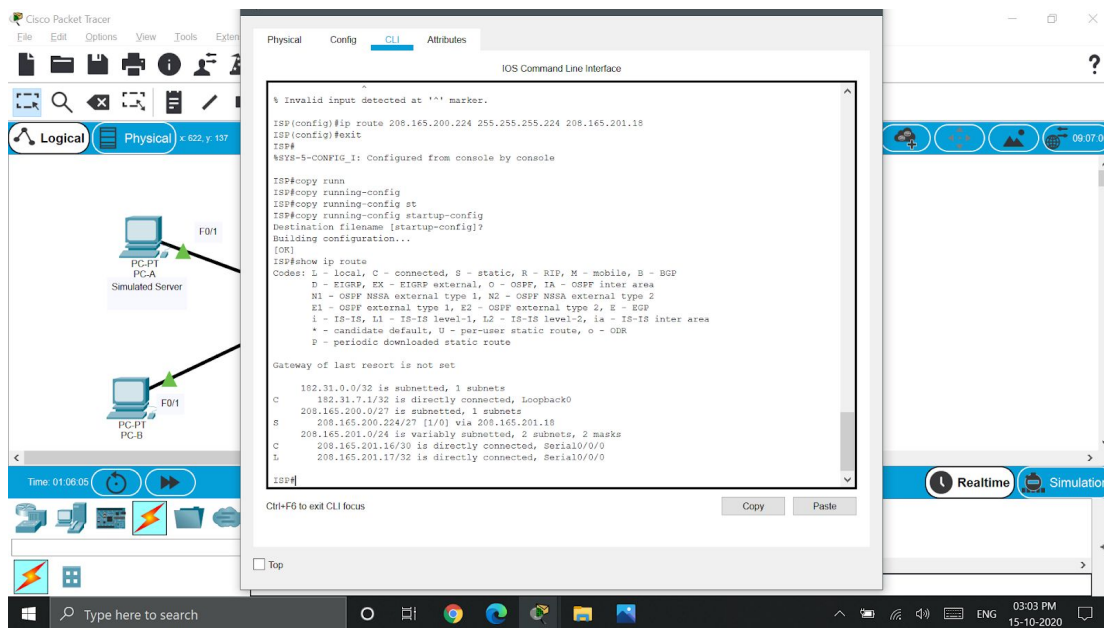 Cisco Packet Tracer
File Edit Options View Tools Exten
Physical Config CLI Attributes
IOS Command Line Interface
Logical
Physical x: 622, y: 137
09:07:0
^
% Invalid input detected at '^' marker.
ISP(config)#ip route 208.165.200.224 255.255.255.224 208.165.201.18
ISP(config)#exit
ISP#
%SYS-5-CONFIG_I: Configured from console by console
ISP#copy runn
ISP#copy running-config
ISP#copy running-config st
ISP#copy running-config startup-config
Destination filename [startup-config]?
Building configuration...
[OK]
ISP#show ip route
Codes: L - local, C - connected, S - static, R - RIP, M - mobile, B - BGP
D - EIGRP, EX - EIGRP external, O - OSPF, IA - OSPF inter area
N1 - OSPF NSSA external type 1, N2 - OSPF NSSA external type 2
E1 - OSPF external type 1, E2 - OSPF external type 2, E - EGP
i - IS-IS, L1 - IS-IS level-1, L2 - IS-IS level-2, ia - IS-IS inter area
* - candidate default, U - per-user static route, o - ODR
P - periodic downloaded static route
Gateway of last resort is not set
182.31.0.0/32 is subnetted, 1 subnets
C 182.31.7.1/32 is directly connected, Loopback0
208.165.200.0/27 is subnetted, 1 subnets
S 208.165.200.224/27 [1/0] via 208.165.201.18
208.165.201.0/24 is variably subnetted, 2 subnets, 2 masks
C 208.165.201.16/30 is directly connected, Serial0/0/0
L 208.165.201.17/32 is directly connected, Serial0/0/0
ISP#
F0/1
PC-PT
PC-A
Simulated Server
F0/1
PC-PT
PC-B
Time: 01:06:05
Realtime
Simulation
Ctrl+F6 to exit CLI focus
Copy
Paste
Top
Type here to search
ENG
03:03 PM
15-10-2020